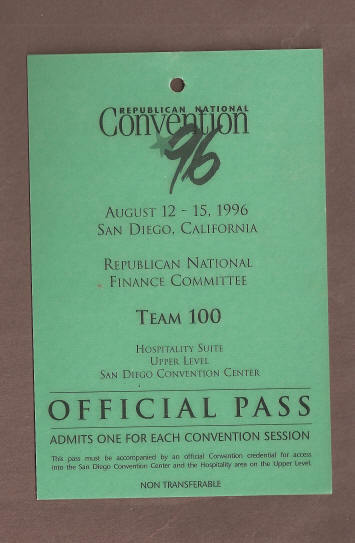 REPUBLICAN NATIONAL
Convention
96
AUGUST 12 - 15, 1996
SAN DIEGO, CALIFORNIA
REPUBLICAN NATIONAL
FINANCE COMMITTEE
TEAM 100
HOSPITALITY SUITE
UPPER LEVEL
SAN DIEGO CONVENTION CENTER
OFFICIAL PASS
ADMITS ONE FOR EACH CONVENTION SESSION
This pass must be accompanied by an official Convention credential for access
into the San Diego Convention Center and the Hospitality area on the Upper Level.
NON TRANSFERABLE